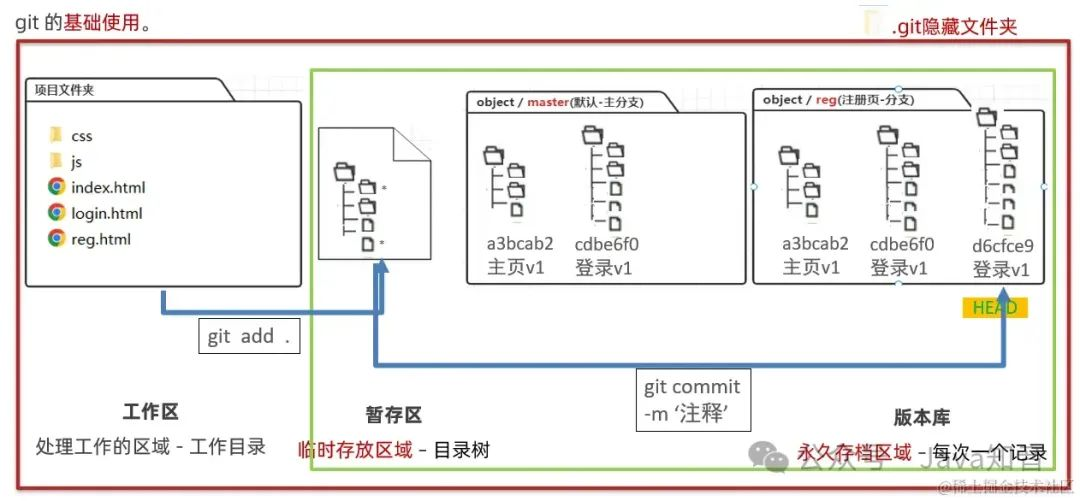 git 的基础使用。
.git隐藏文件夹
项目文件夹
css
js
index.html
login.html
reg.html
*
*
object / master(默认-主分支)
a3bcab2
主页v1
cdbe6f0
登录v1
object / reg(注册页-分支)
a3bcab2
主页v1
cdbe6f0
登录v1
d6cfce9
登录v1
HEAD
git add .
git commit
-m ‘注释’
工作区
处理工作的区域 - 工作目录
暂存区
临时存放区域 - 目录树
版本库
永久存档区域 - 每次一个记录
公众号 · Java知音
@稀土掘金技术社区